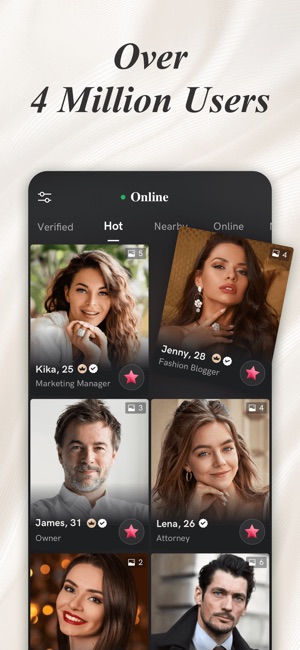 Over
4 Million Users
Online
Verified
Hot
Nearby
Online
5
Kika, 25
Marketing Manager
4
Jenny, 28
Fashion Blogger
3
James, 31
Owner
4
Lena, 26
Attorney
2
6